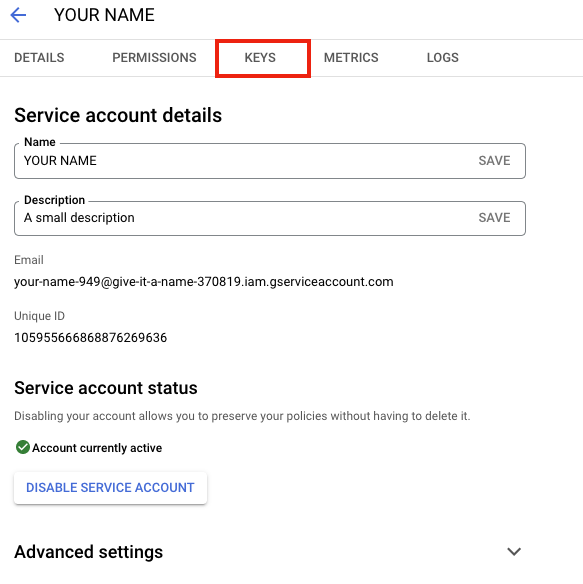 YOUR NAME
DETAILS PERMISSIONS KEYS METRICS LOGS
Service account details
Name
YOUR NAME SAVE
Description
A small description SAVE
Email
your-name-949@give-it-a-name-370819.iam.gserviceaccount.com
Unique ID
105955666868876269636
Service account status
Disabling your account allows you to preserve your policies without having to delete it.
Account currently active
DISABLE SERVICE ACCOUNT
Advanced settings